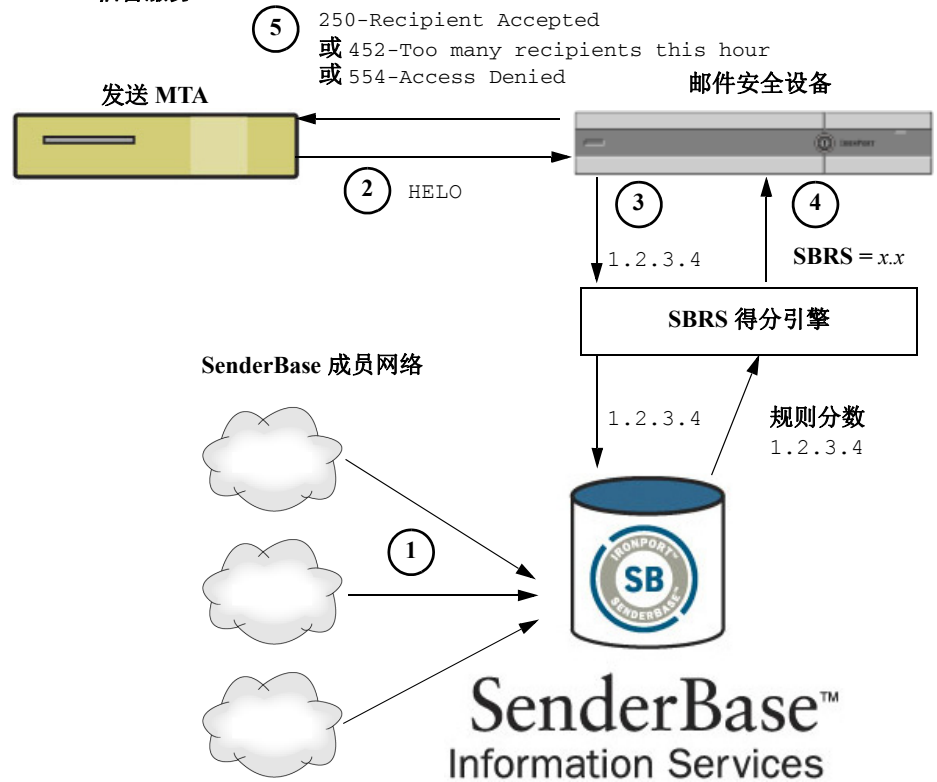 5
250-Recipient Accepted
或 452-Too many recipients this hour
或 554-Access Denied
发送 MTA
邮件安全设备
IRONPORT
2
HELO
3
4
1.2.3.4
SBRS = x.x
SBRS 得分引擎
SenderBase 成员网络
1.2.3.4
规则分数
1.2.3.4
1
IRONPORT™
SB
SENDERBASE™
SenderBase™
Information Services